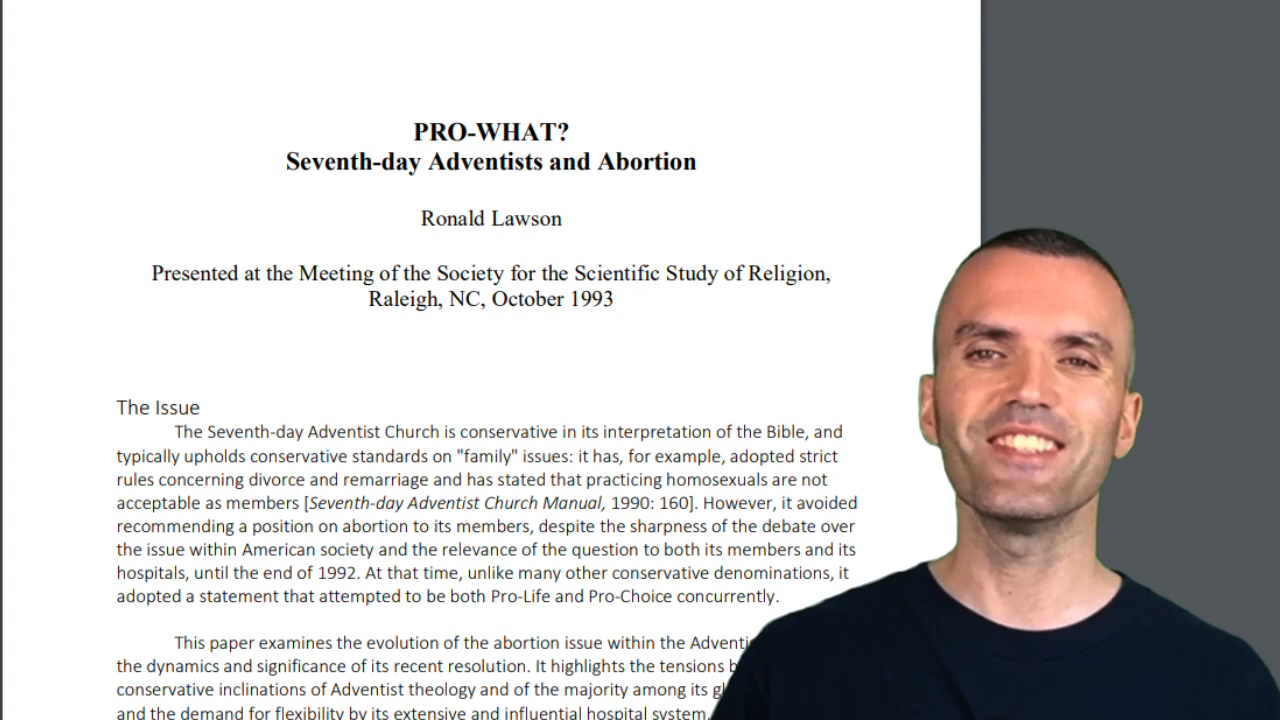 PRO-WHAT?
Seventh-day Adventists and Abortion
Ronald Lawson
Presented at the Meeting of the Society for the Scientific Study of Religion,
Raleigh, NC, October 1993
The Issue
The Seventh-day Adventist Church is conservative in its interpretation of the Bible, and
typically upholds conservative standards on "family" issues: it has, for example, adopted strict
rules concerning divorce and remarriage and has stated that practicing homosexuals are not
acceptable as members [Seventh-day Adventist Church Manual, 1990: 160]. However, it avoided
recommending a position on abortion to its members, despite the sharpness of the debate over
the issue within American society and the relevance of the question to both its members and its
hospitals, until the end of 1992. At that time, unlike many other conservative denominations, it
adopted a statement that attempted to be both Pro-Life and Pro-Choice concurrently.
This paper examines the evolution of the abortion issue within the
the dynamics and significance of its recent resolution. It highlights the tensions
conservative inclinations of Adventist theology and of the majority among its
and the demand for flexibility by its extensive and influential hospital system.